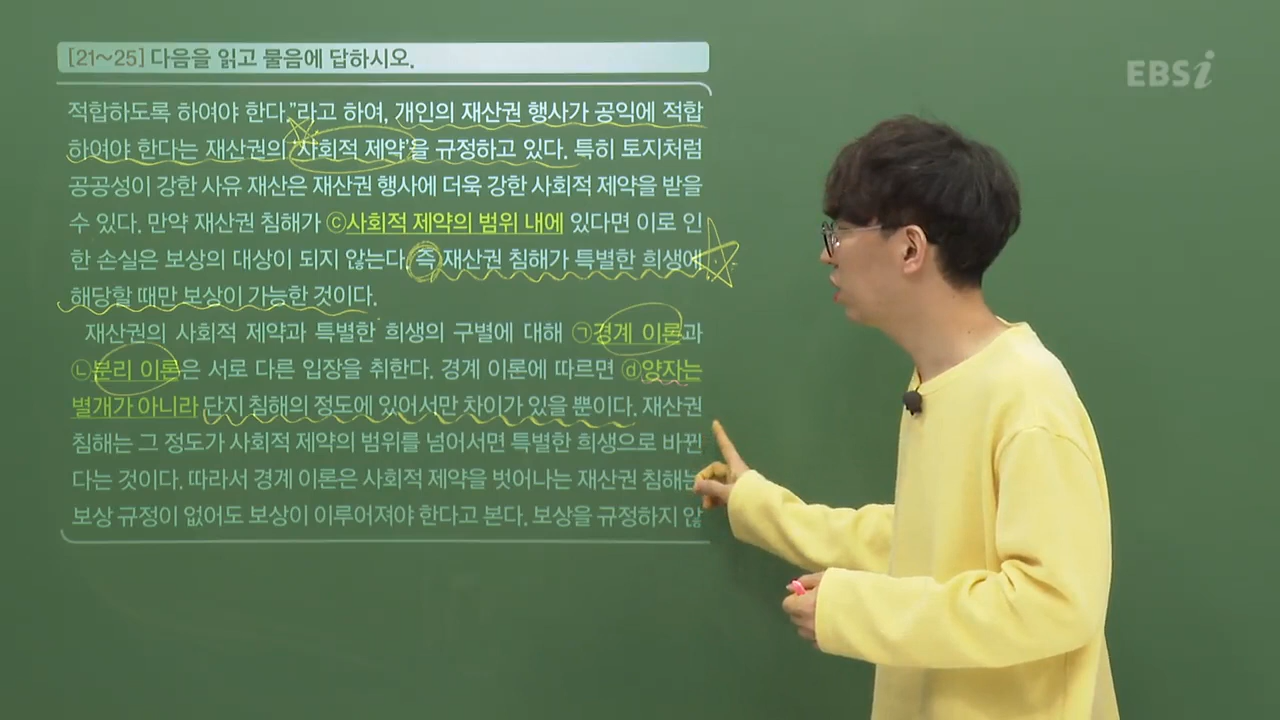 [21~25] 다음을 읽고 물음에 답하시오.
EBSi
적합하도록 하여야 한다."라고 하여, 개인의 재산권 행사가 공익에 적합
하여야 한다는 재산권의 '사회적 제약'을 규정하고 있다. 특히 토지처럼
공공성이 강한 사유 재산은 재산권 행사에 더욱 강한 사회적 제약을 받을
수 있다. 만약 재산권 침해가 ⓒ사회적 제약의 범위 내에 있다면 이로 인
한 손실은 보상의 대상이 되지 않는다. 즉 재산권 침해가 특별한 희생에
해당할 때만 보상이 가능한 것이다.
재산권의 사회적 제약과 특별한 희생의 구별에 대해 ㉠경계 이론과
㉡분리 이론은 서로 다른 입장을 취한다. 경계 이론에 따르면 ⓓ양자는
별개가 아니라 단지 침해의 정도에 있어서만 차이가 있을 뿐이다. 재산권
침해는 그 정도가 사회적 제약의 범위를 넘어서면 특별한 희생으로 바뀐
다는 것이다. 따라서 경계 이론은 사회적 제약을 벗어나는 재산권 침해는
보상 규정이 없어도 보상이 이루어져야 한다고 본다. 보상을 규정하지 않